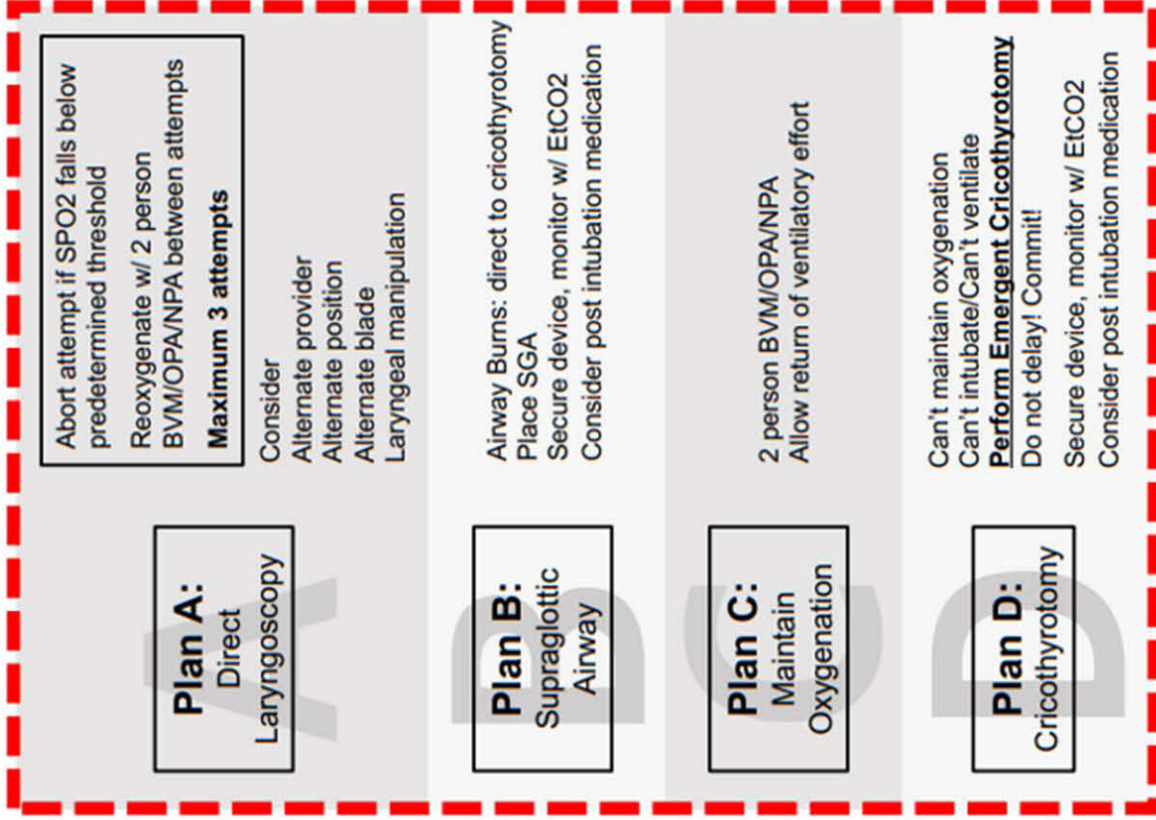 Plan A:
Direct
Laryngoscopy
Abort attempt if SPO2 falls below
predetermined threshold
Reoxygenate w/ 2 person
BVM/OPA/NPA between attempts
Maximum 3 attempts
Consider
Alternate provider
Alternate position
Alternate blade
Laryngeal manipulation
Plan B:
Supraglottic
Airway
Airway Burns: direct to cricothyrotomy
Place SGA
Secure device, monitor w/ EtCO2
Consider post intubation medication
Plan C:
Maintain
Oxygenation
2 person BVM/OPA/NPA
Allow return of ventilatory effort
Plan D:
Cricothyrotomy
Can't maintain oxygenation
Can't intubate/Can't ventilate
Perform Emergent Cricothyrotomy
Do not delay! Commit!
Secure device, monitor w/ EtCO2
Consider post intubation medication
A
B
C
D